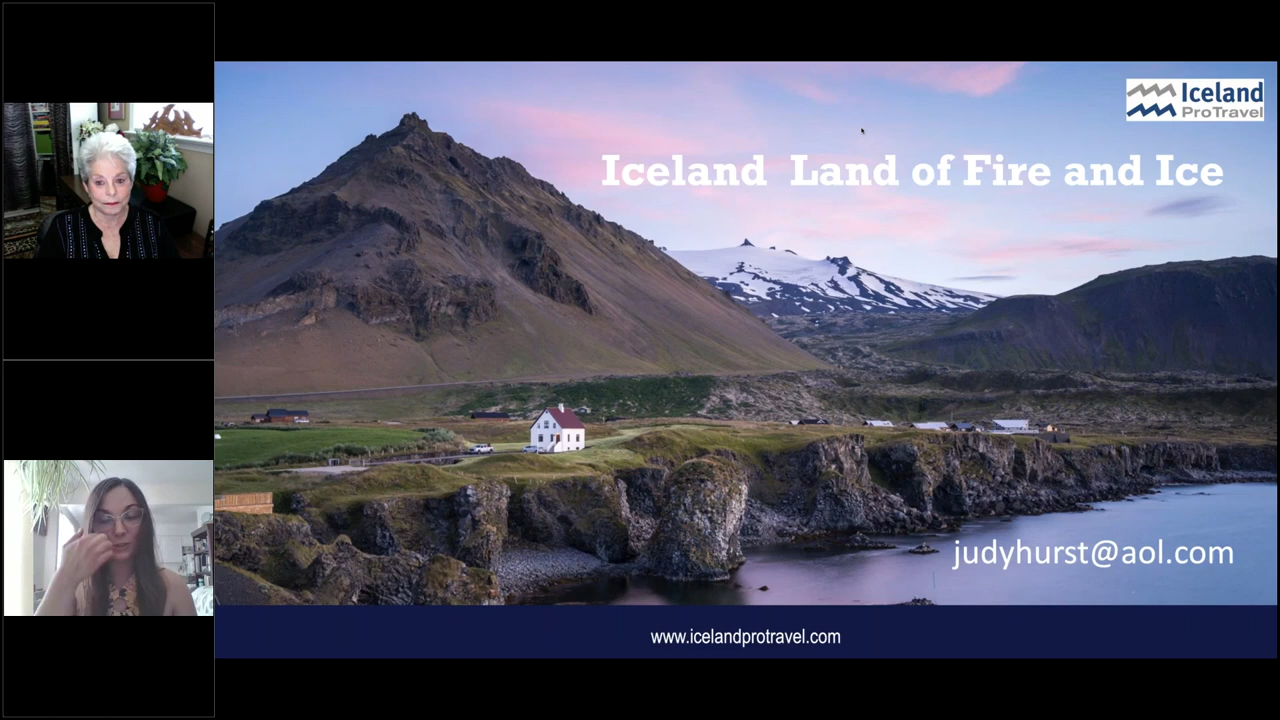 Iceland
ProTravel
Iceland Land of Fire and Ice
judyhurst@aol.com
www.icelandprotravel.com